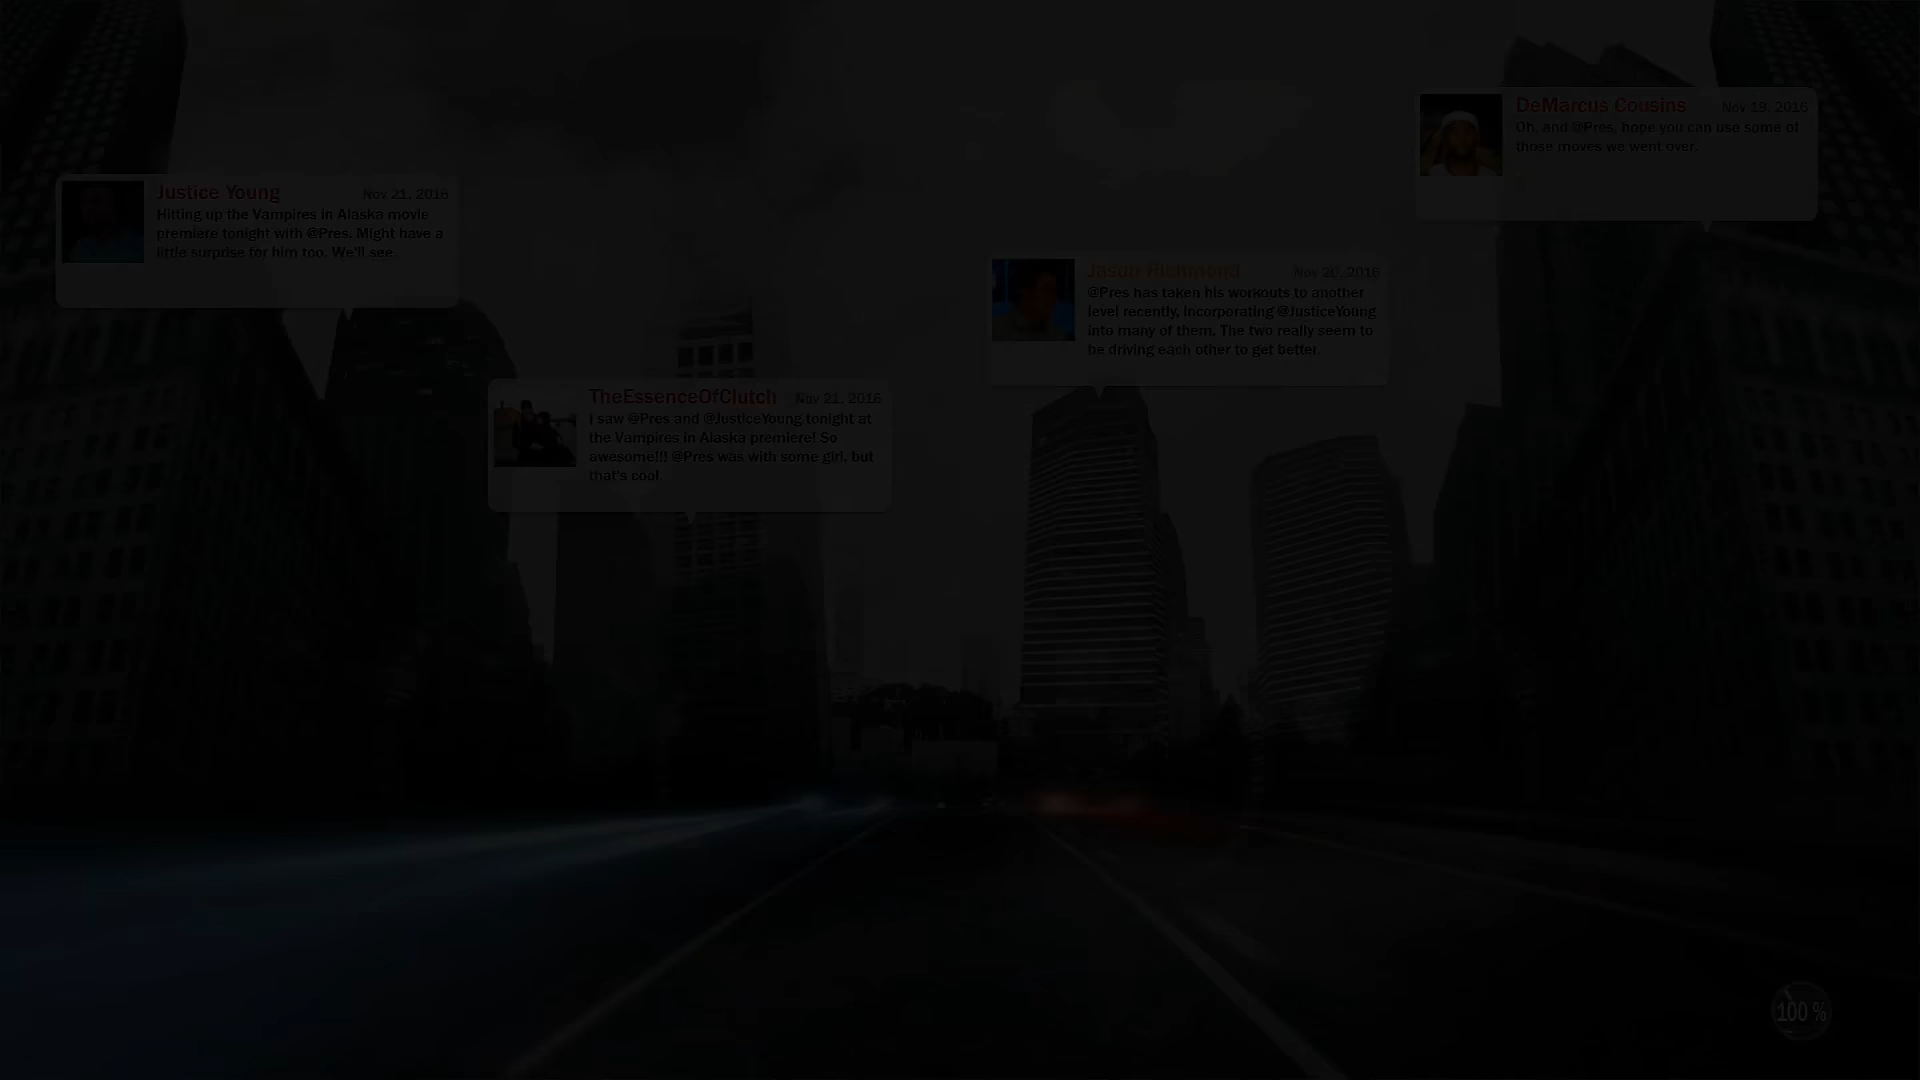 Justice Young Nov 21, 2016
Hitting up the Vampires in Alaska movie
premiere tonight with @Pres. Might have a
little surprise for him too. We'll see.
TheEssenceOfClutch Nov 21, 2016
I saw @Pres and @JusticeYoung tonight at
the Vampires in Alaska premiere! So
awesome!!! @Pres was with some girl, but
that's cool.
Jason Richmond Nov 20, 2016
@Pres has taken his workouts to another
level recently, incorporating @JusticeYoung
into many of them. The two really seem to
be driving each other to get better.
DeMarcus Cousins Nov 19, 2016
Oh, and @Pres, hope you can use some of
those moves we went over.
100 %